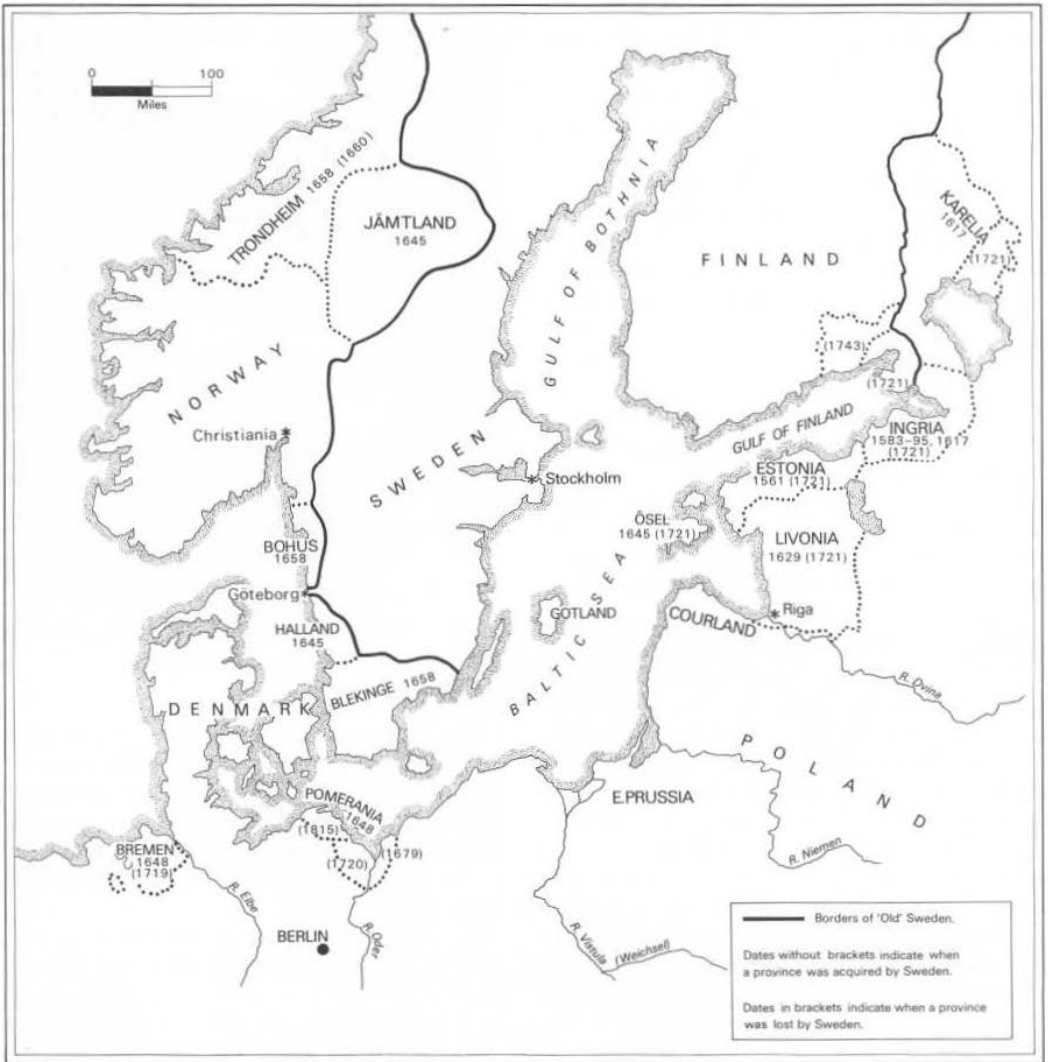 0 100
Miles
TRONDHEIM 1658 (1660)
JÄMTLAND
1645
GULF OF BOTHNIA
FINLAND
KARELIA
1617
(1721)
NORWAY
(1743)
(1721)
Christiania
GULF OF FINLAND
INGRIA
1583–95, 1617
(1721)
SWEDEN
Stockholm
ESTONIA
1561 (1721)
ÖSEL
1645 (1721)
LIVONIA
1629 (1721)
BOHUS
1658
Göteborg
GOTLAND
Riga
COURLAND
HALLAND
1645
BALTIC SEA
R. Dvina
BLEKINGE 1658
DENMARK
POLAND
E.PRUSSIA
POMERANIA
1648
(1815)
(1720)
(1679)
BREMEN
1648
(1719)
R. Niemen
R. Elbe
R. Oder
BERLIN
R. Vistula (Weichsel)
Borders of 'Old' Sweden.
Dates without brackets indicate when
a province was acquired by Sweden.
Dates in brackets indicate when a province
was lost by Sweden.